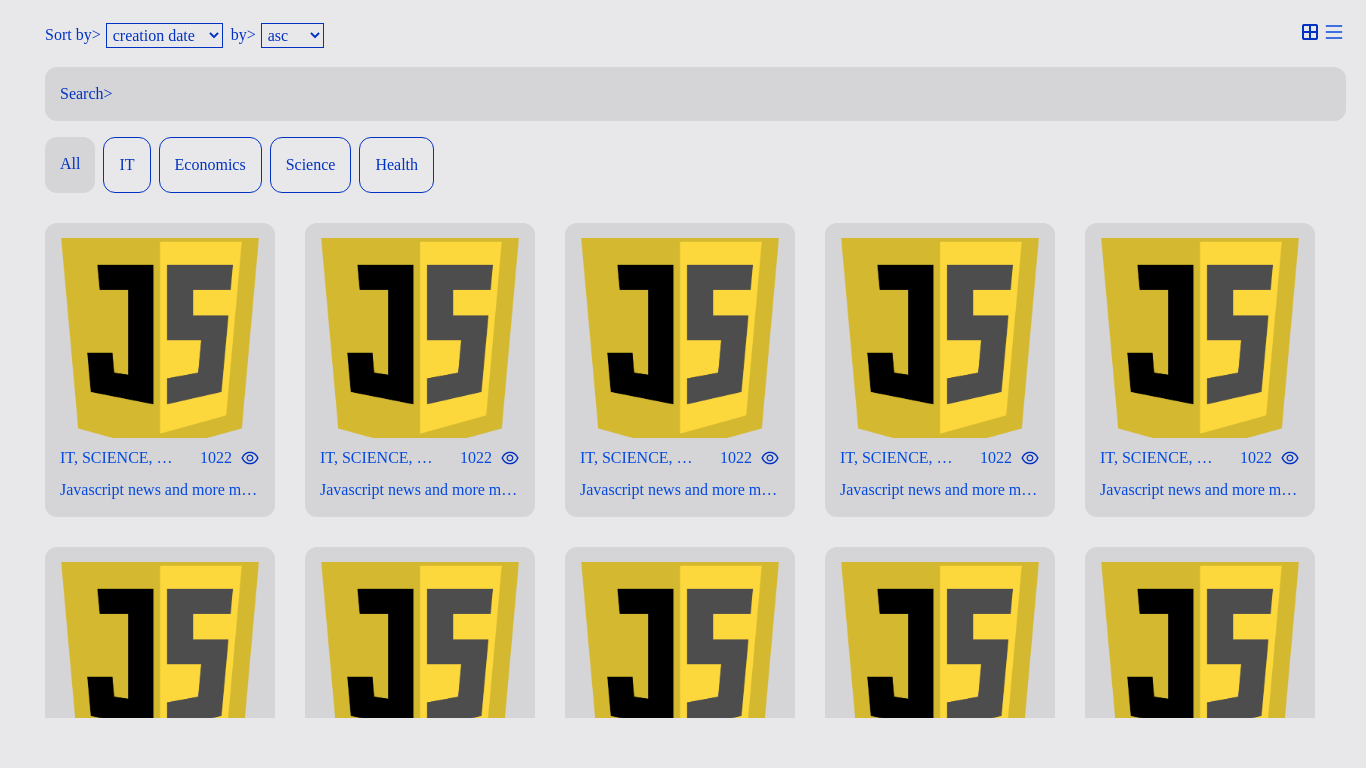 Sort by> creation date by> asc
Search>
All IT Economics Science Health
JS JS JS JS JS
IT, SCIENCE, … 1022 IT, SCIENCE, … 1022 IT, SCIENCE, … 1022 IT, SCIENCE, … 1022 IT, SCIENCE, … 1022
Javascript news and more m… Javascript news and more m… Javascript news and more m… Javascript news and more m… Javascript news and more m…
JS JS JS JS JS